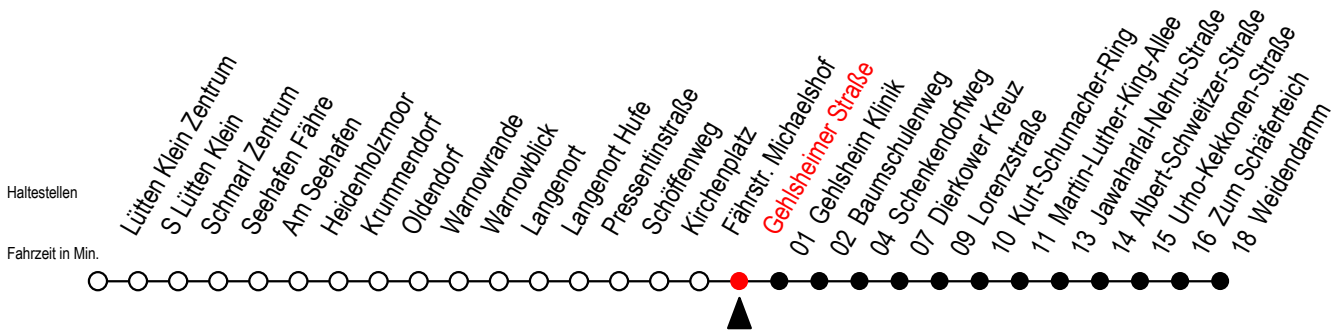 Haltestellen
Fahrzeit in Min.
Lütten Klein Zentrum
S Lütten Klein
Schmarl Zentrum
Seehafen Fähre
Am Seehafen
Heidenholzmoor
Krummendorf
Oldendorf
Warnowrande
Warnowblick
Langenort
Langenort Hufe
Pressentinstraße
Schöffenweg
Kirchenplatz
Fährstr. Michaelshof
Gehlsheimer Straße
01 Gehlsheim Klinik
02 Baumschulenweg
04 Schenkendorfweg
07 Dierkower Kreuz
09 Lorenzstraße
10 Kurt-Schumacher-Ring
11 Martin-Luther-King-Allee
13 Jawaharlal-Nehru-Straße
14 Albert-Schweitzer-Straße
15 Urho-Kekkonen-Straße
16 Zum Schäferteich
18 Weidendamm